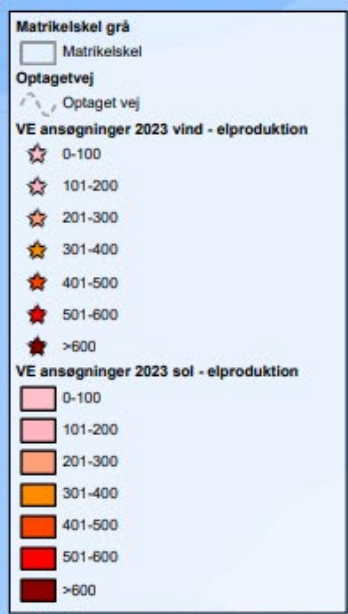 Matrikelskel grå
Matrikelskel
Optagetvej
Optaget vej
VE ansøgninger 2023 vind - elproduktion
0-100
101-200
201-300
301-400
401-500
501-600
>600
VE ansøgninger 2023 sol - elproduktion
0-100
101-200
201-300
301-400
401-500
501-600
>600